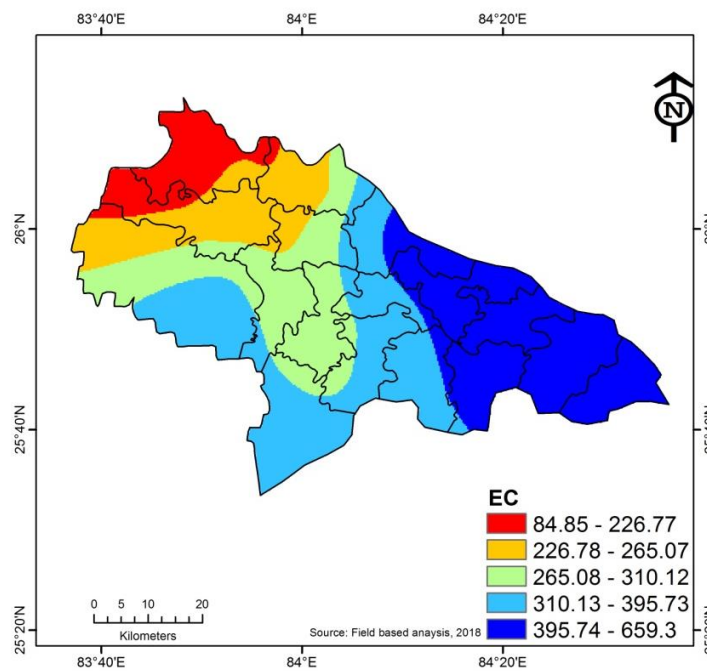 83°40'E 84°E 84°20'E
N
26°N
25°40'N
25°20'N
EC
84.85 - 226.77
226.78 - 265.07
265.08 - 310.12
310.13 - 395.73
395.74 - 659.3
0 5 10 20
Kilometers
Source: Field based anaysis, 2018
83°40'E 84°E 84°20'E